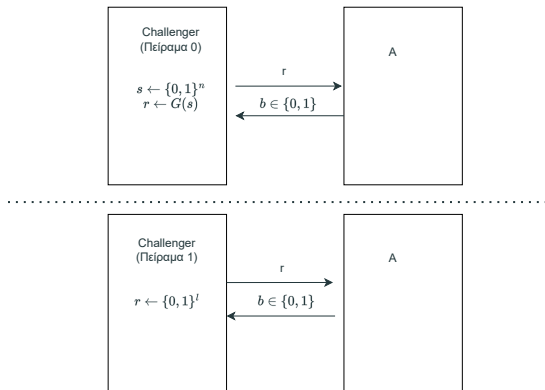 Challenger
(Πείραμα 0)
A
r
s ← {0, 1}ⁿ
r ← G(s)
b ∈ {0, 1}
Challenger
(Πείραμα 1)
A
r
r ← {0, 1}ˡ
b ∈ {0, 1}